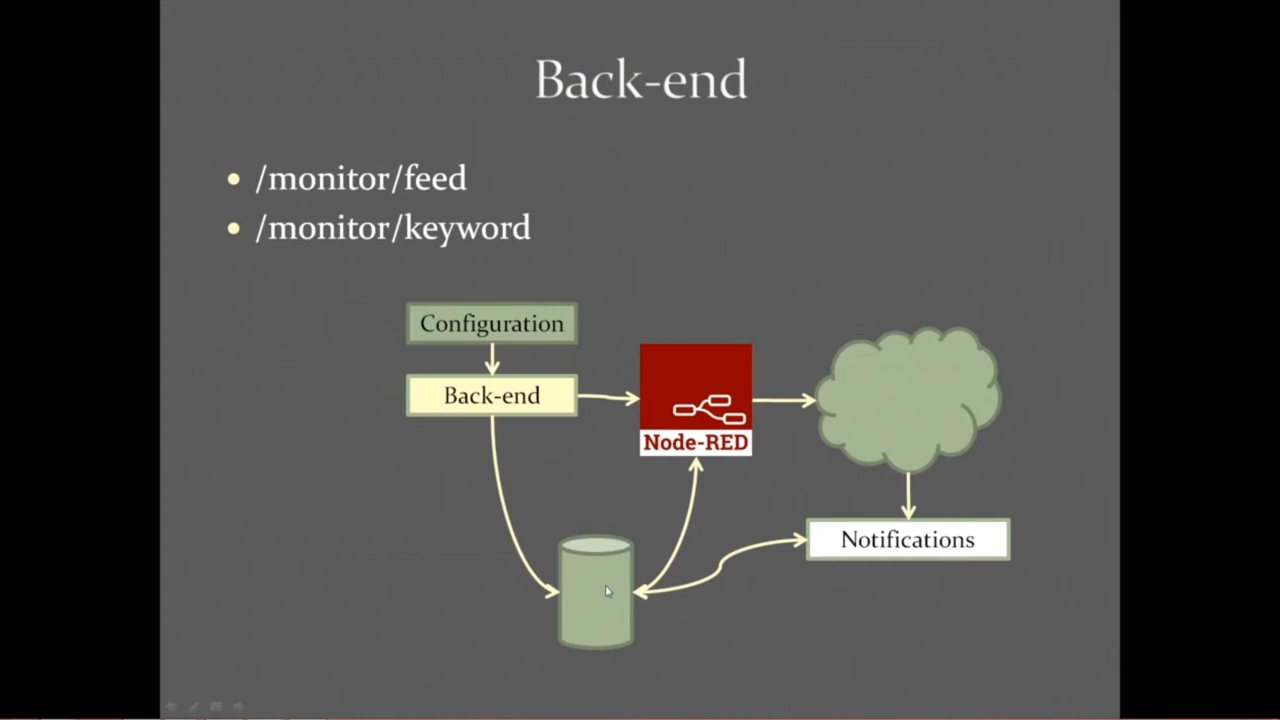 Back-end
/monitor/feed
/monitor/keyword
Configuration
Back-end
Node-RED
Notifications